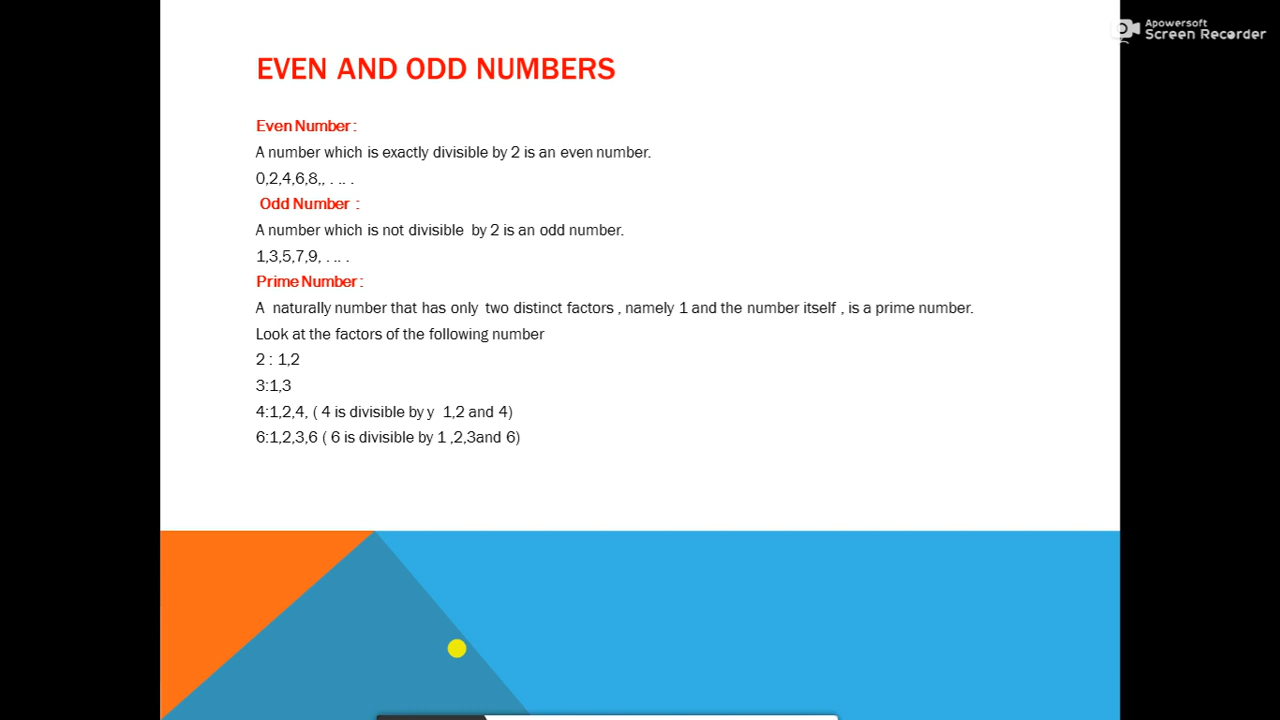 Apowersoft
Screen Recorder
EVEN AND ODD NUMBERS
Even Number :
A number which is exactly divisible by 2 is an even number.
0,2,4,6,8,, . .. .
Odd Number :
A number which is not divisible by 2 is an odd number.
1,3,5,7,9, . .. .
Prime Number :
A naturally number that has only two distinct factors , namely 1 and the number itself , is a prime number.
Look at the factors of the following number
2 : 1,2
3:1,3
4:1,2,4, ( 4 is divisible by y 1,2 and 4)
6:1,2,3,6 ( 6 is divisible by 1 ,2,3and 6)